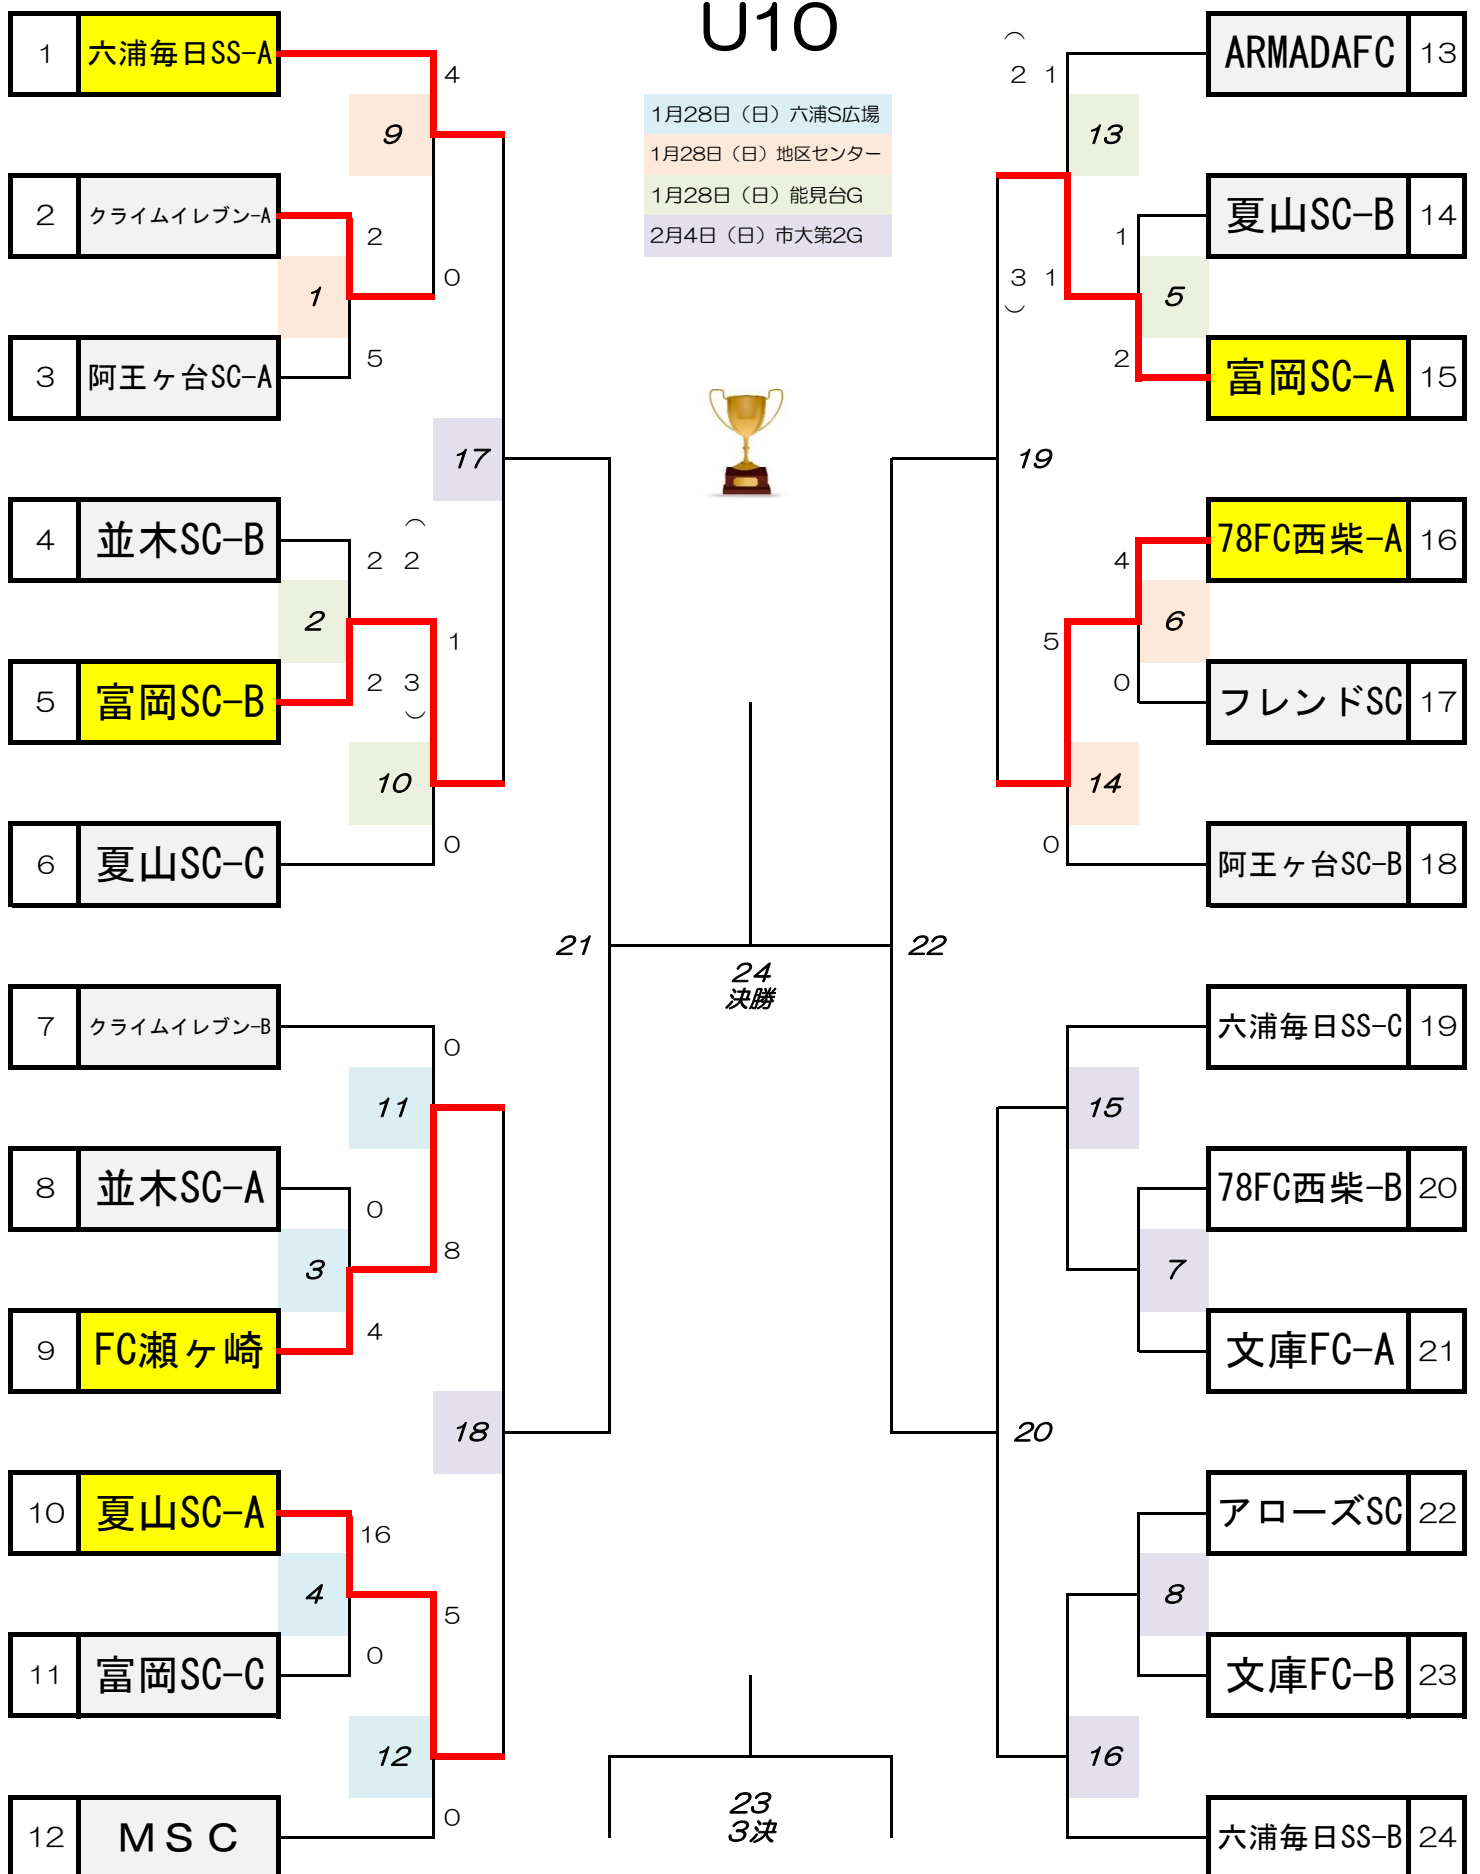 U10
1月28日（日）六浦S広場
1月28日（日）地区センター
1月28日（日）能見台G
2月4日（日）市大第2G
1 六浦毎日SS-A
4
9
2 クライムイレブン-A
2
0
1
5
3 阿王ヶ台SC-A
17
4 並木SC-B
2 （2
2
1
2 3）
5 富岡SC-B
10
0
6 夏山SC-C
21
7 クライムイレブン-B
0
11
8 並木SC-A
0
8
3
4
9 FC瀬ヶ崎
18
10 夏山SC-A
16
4
5
0
11 富岡SC-C
12
0
12 MSC
24
決勝
23
3決
ARMADAFC 13
（2 1
13
夏山SC-B 14
1
3） 1
5
2
富岡SC-A 15
19
78FC西柴-A 16
4
6
5
0
フレンドSC 17
14
0
阿王ヶ台SC-B 18
22
六浦毎日SS-C 19
15
78FC西柴-B 20
7
文庫FC-A 21
20
アローズSC 22
8
文庫FC-B 23
16
六浦毎日SS-B 24